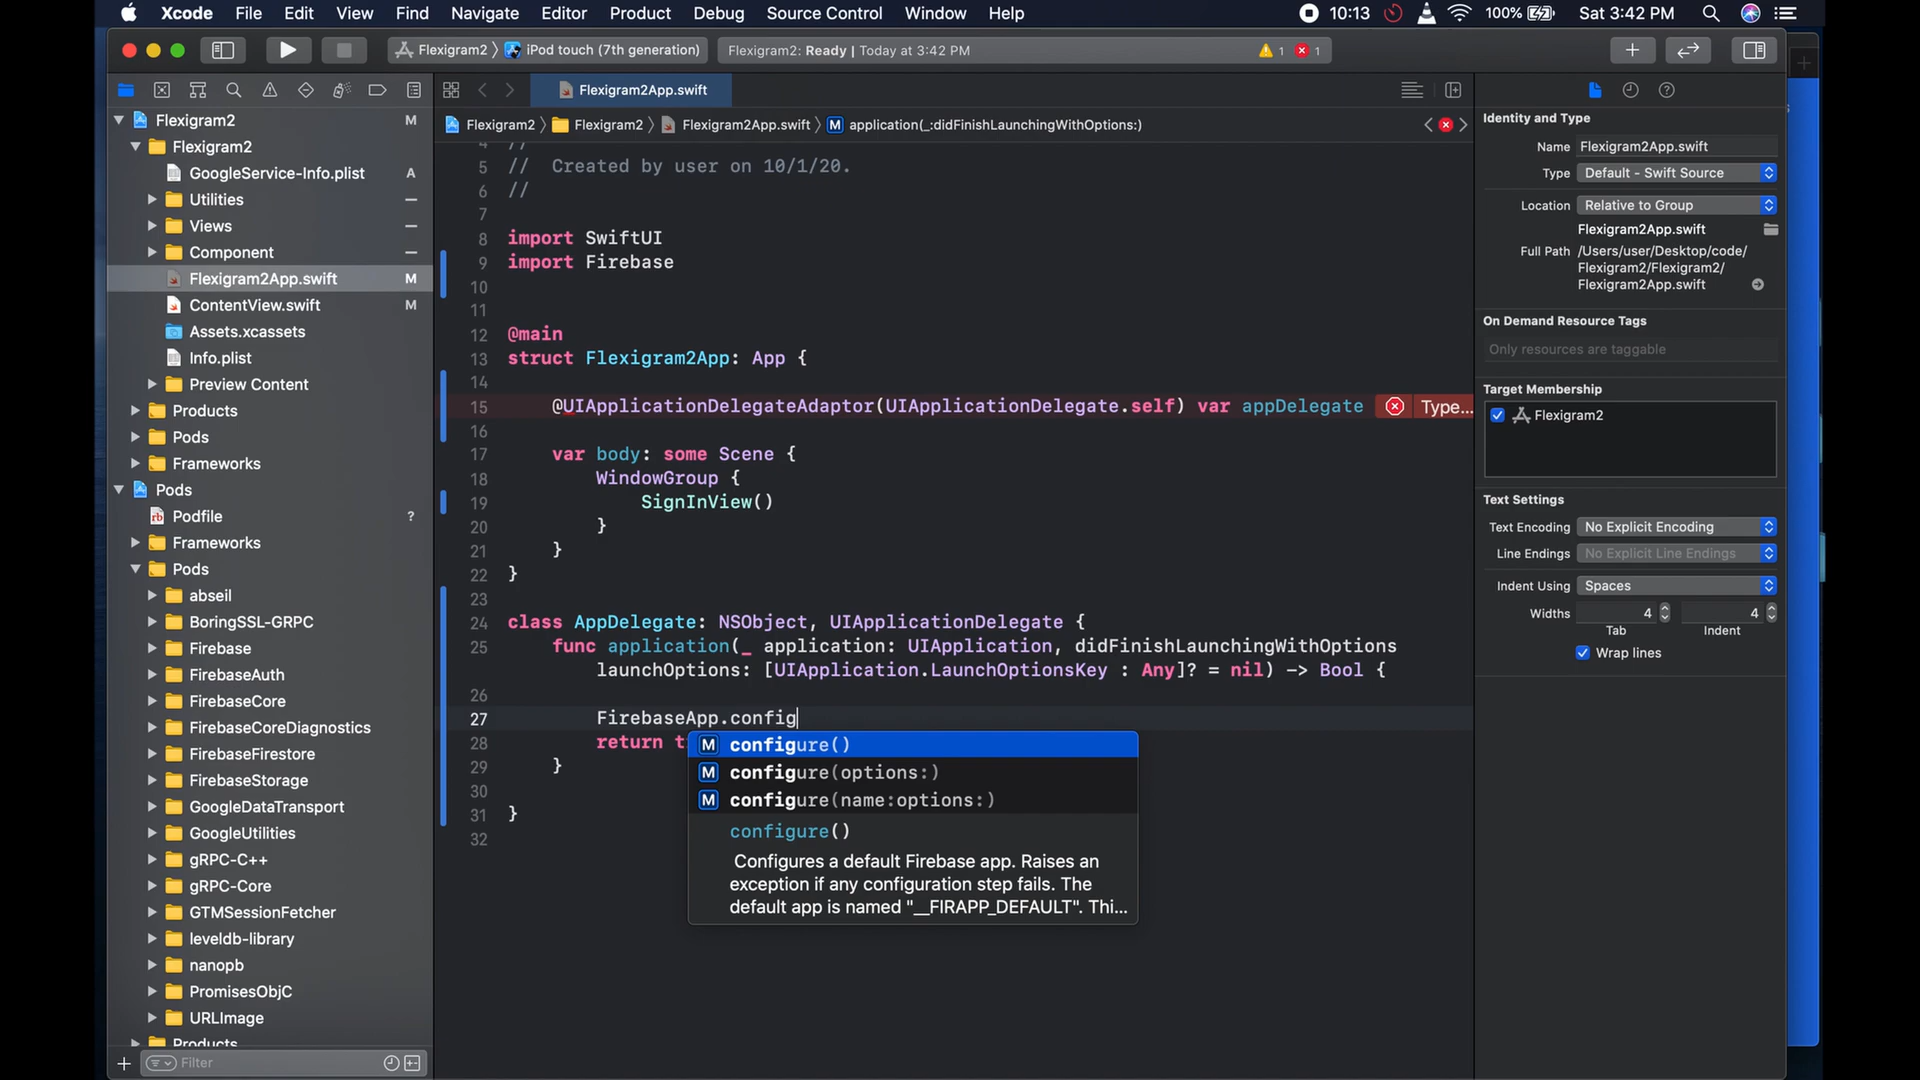 Xcode File Edit View Find Navigate Editor Product Debug Source Control Window Help 10:13 100% Sat 3:42 PM
Flexigram2 iPod touch (7th generation) Flexigram2: Ready | Today at 3:42 PM 1 1
Flexigram2App.swift
Flexigram2 Flexigram2 Flexigram2App.swift M application(_:didFinishLaunchingWithOptions:)
Flexigram2 M
Flexigram2
GoogleService-Info.plist A
Utilities
Views
Component
Flexigram2App.swift M
ContentView.swift M
Assets.xcassets
Info.plist
Preview Content
Products
Pods
Frameworks
Pods
Podfile ?
Frameworks
Pods
abseil
BoringSSL-GRPC
Firebase
FirebaseAuth
FirebaseCore
FirebaseCoreDiagnostics
FirebaseFirestore
FirebaseStorage
GoogleDataTransport
GoogleUtilities
gRPC-C++
gRPC-Core
GTMSessionFetcher
leveldb-library
nanopb
PromisesObjC
URLImage
Products
Filter
4 //
5 // Created by user on 10/1/20.
6 //
7
8 import SwiftUI
9 import Firebase
10
11
12 @main
13 struct Flexigram2App: App {
14
15 @UIApplicationDelegateAdaptor(UIApplicationDelegate.self) var appDelegate Type...
16
17 var body: some Scene {
18 WindowGroup {
19 SignInView()
20 }
21 }
22 }
23
24 class AppDelegate: NSObject, UIApplicationDelegate {
25 func application(_ application: UIApplication, didFinishLaunchingWithOptions
launchOptions: [UIApplication.LaunchOptionsKey : Any]? = nil) -> Bool {
26
27 FirebaseApp.config
28 return t
29 }
30
31 }
32
M configure()
M configure(options:)
M configure(name:options:)
configure()
Configures a default Firebase app. Raises an
exception if any configuration step fails. The
default app is named "__FIRAPP_DEFAULT". Thi...
Identity and Type
Name Flexigram2App.swift
Type Default - Swift Source
Location Relative to Group
Flexigram2App.swift
Full Path /Users/user/Desktop/code/
Flexigram2/Flexigram2/
Flexigram2App.swift
On Demand Resource Tags
Only resources are taggable
Target Membership
Flexigram2
Text Settings
Text Encoding No Explicit Encoding
Line Endings No Explicit Line Endings
Indent Using Spaces
Widths 4 4
Tab Indent
Wrap lines